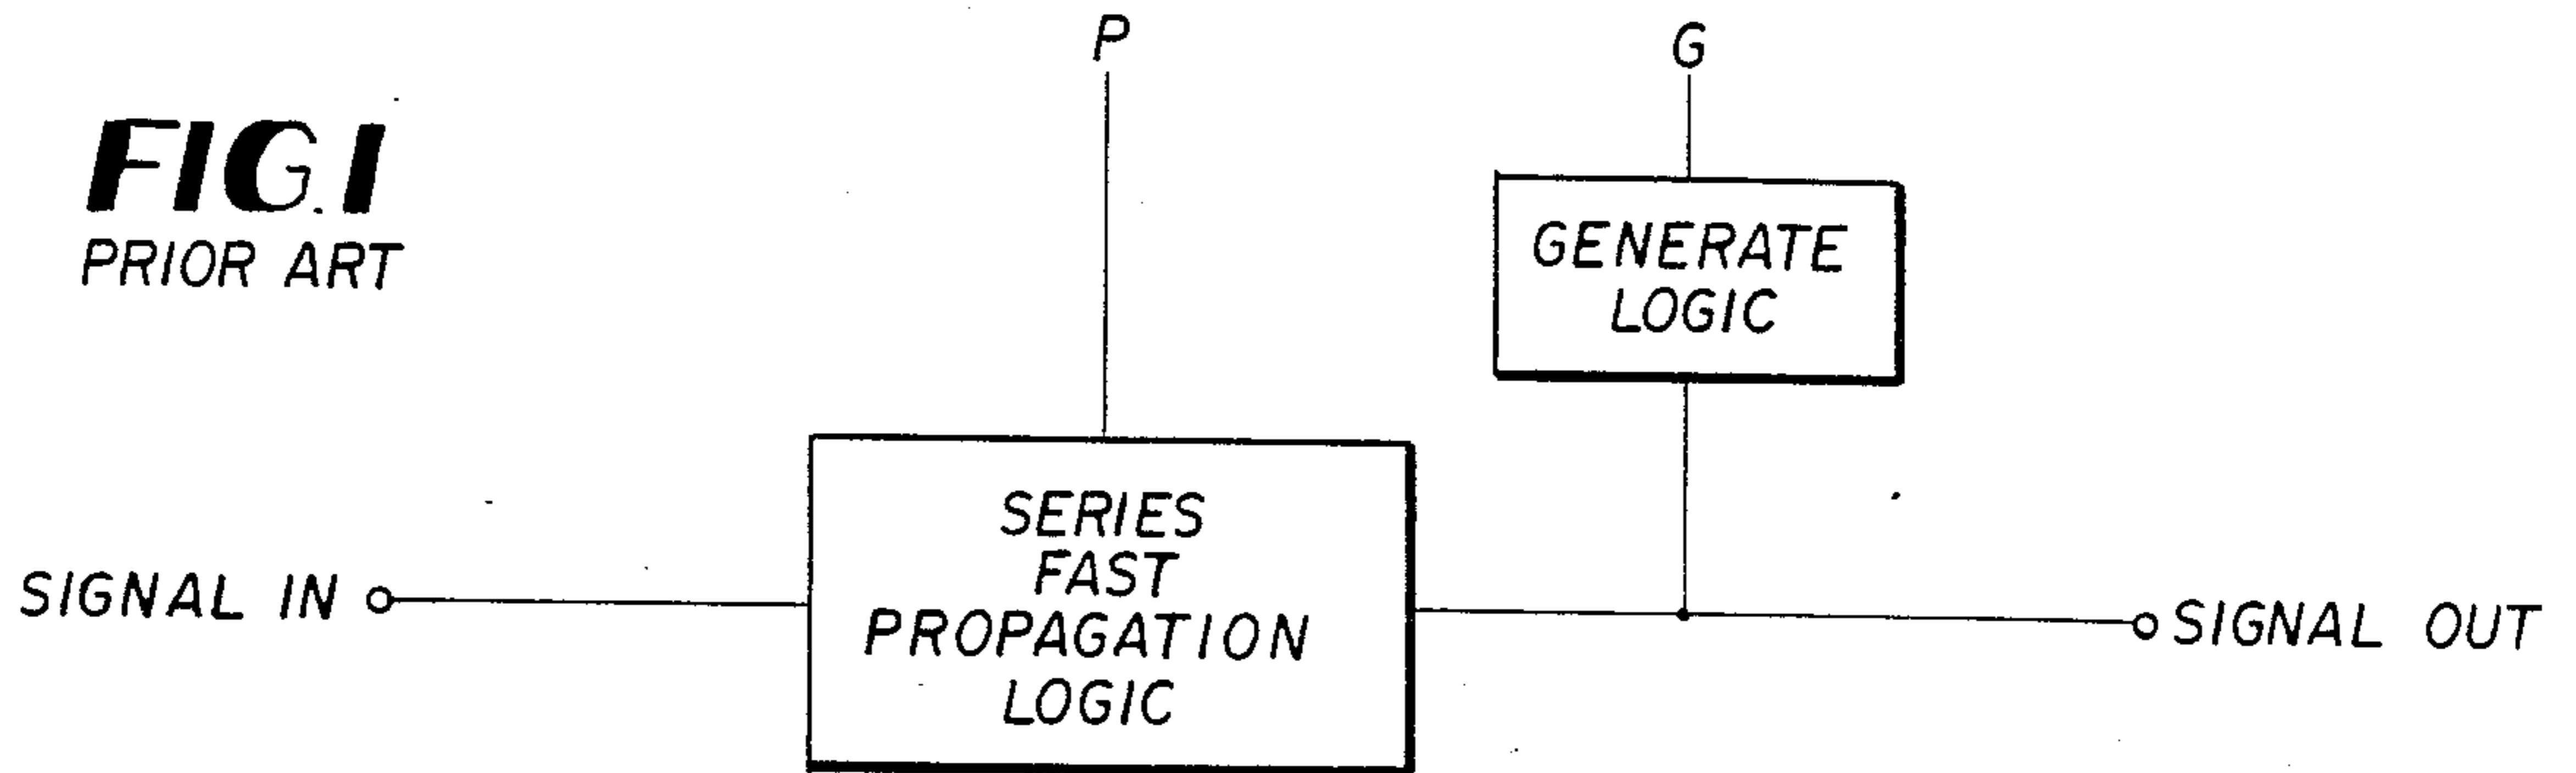 P
G
FIG. 1
PRIOR ART
GENERATE
LOGIC
SERIES
FAST
PROPAGATION
LOGIC
SIGNAL IN
SIGNAL OUT